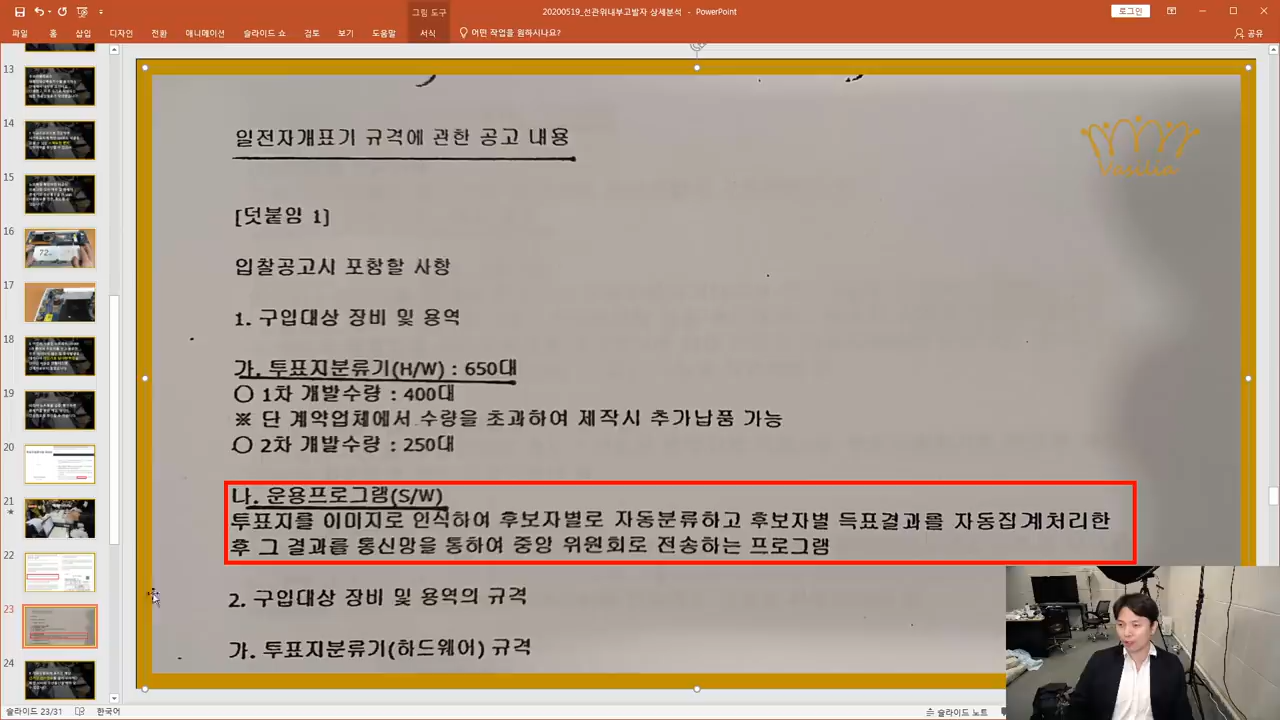 그림 도구
20200519_선관위내부고발자 상세분석 - PowerPoint
로그인
파일 홈 삽입 디자인 전환 애니메이션 슬라이드 쇼 검토 보기 도움말 서식 어떤 작업을 원하시나요? 공유
13
14
15
16
17
18
19
20
21
22
23
24
일전자개표기 규격에 관한 공고 내용
Vasilia
[덧붙임 1]
입찰공고시 포함할 사항
1. 구입대상 장비 및 용역
가. 투표지분류기(H/W) : 650대
○ 1차 개발수량 : 400대
※ 단 계약업체에서 수량을 초과하여 제작시 추가납품 가능
○ 2차 개발수량 : 250대
나. 운용프로그램(S/W)
투표지를 이미지로 인식하여 후보자별로 자동분류하고 후보자별 득표결과를 자동집계처리한
후 그 결과를 통신망을 통하여 중앙 위원회로 전송하는 프로그램
2. 구입대상 장비 및 용역의 규격
가. 투표지분류기(하드웨어) 규격
슬라이드 23/31 한국어 슬라이드 노트